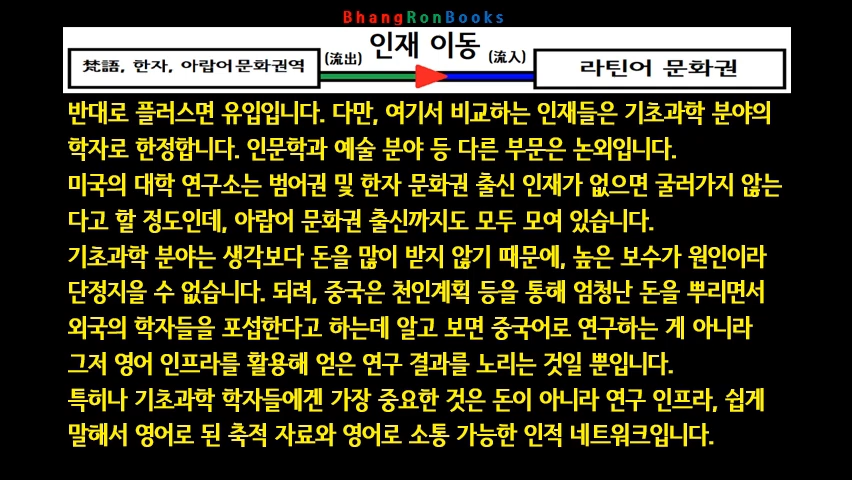 BhangRonBooks
인재 이동
梵語, 한자, 아랍어 문화권역 (流出) (流入) 라틴어 문화권
반대로 플러스면 유입입니다. 다만, 여기서 비교하는 인재들은 기초과학 분야의
학자로 한정합니다. 인문학과 예술 분야 등 다른 부문은 논외입니다.
미국의 대학 연구소는 범어권 및 한자 문화권 출신 인재가 없으면 굴러가지 않는
다고 할 정도인데, 아랍어 문화권 출신까지도 모두 모여 있습니다.
기초과학 분야는 생각보다 돈을 많이 받지 않기 때문에, 높은 보수가 원인이라
단정지을 수 없습니다. 되려, 중국은 천인계획 등을 통해 엄청난 돈을 뿌리면서
외국의 학자들을 포섭한다고 하는데 알고 보면 중국어로 연구하는 게 아니라
그저 영어 인프라를 활용해 얻은 연구 결과를 노리는 것일 뿐입니다.
특히나 기초과학 학자들에겐 가장 중요한 것은 돈이 아니라 연구 인프라, 쉽게
말해서 영어로 된 축적 자료와 영어로 소통 가능한 인적 네트워크입니다.